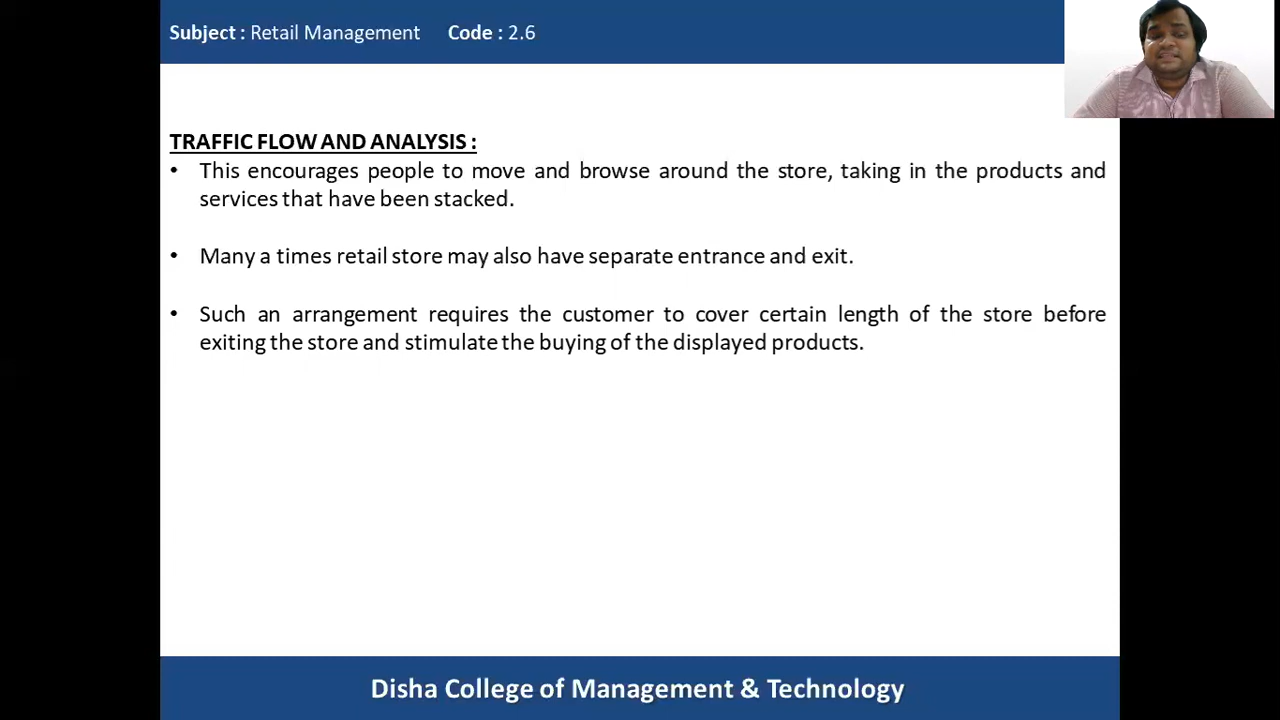 Subject : Retail Management Code : 2.6
TRAFFIC FLOW AND ANALYSIS :
• This encourages people to move and browse around the store, taking in the products and
services that have been stacked.
• Many a times retail store may also have separate entrance and exit.
• Such an arrangement requires the customer to cover certain length of the store before
exiting the store and stimulate the buying of the displayed products.
Disha College of Management & Technology